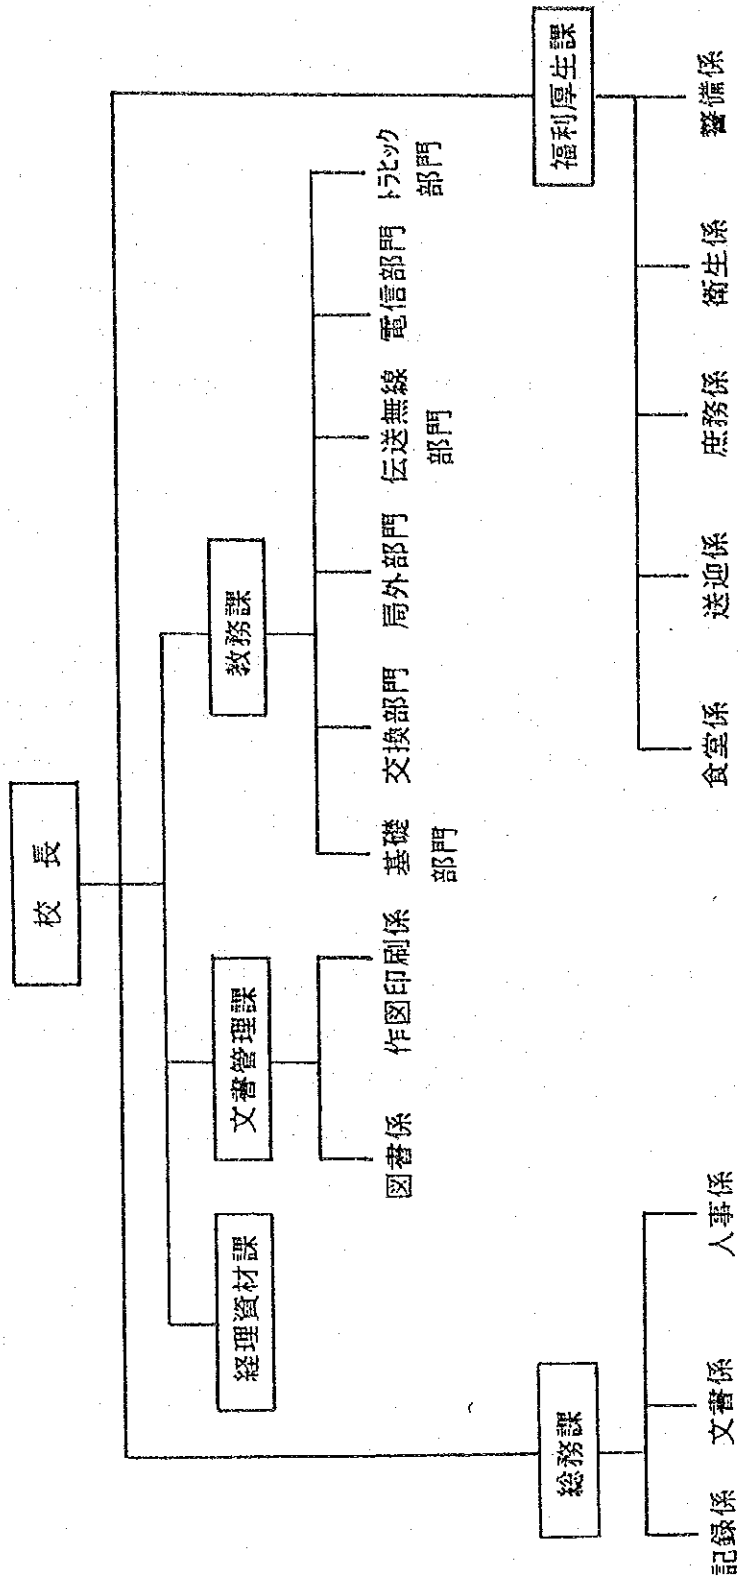 校長
経理資材課
文書管理課
教務課
図書係
作図印刷係
基礎
部門
交換部門
局外部門
伝送無線
部門
電信部門
トラヒック
部門
総務課
福利厚生課
記録係
文書係
人事係
食堂係
送迎係
庶務係
衛生係
警備係